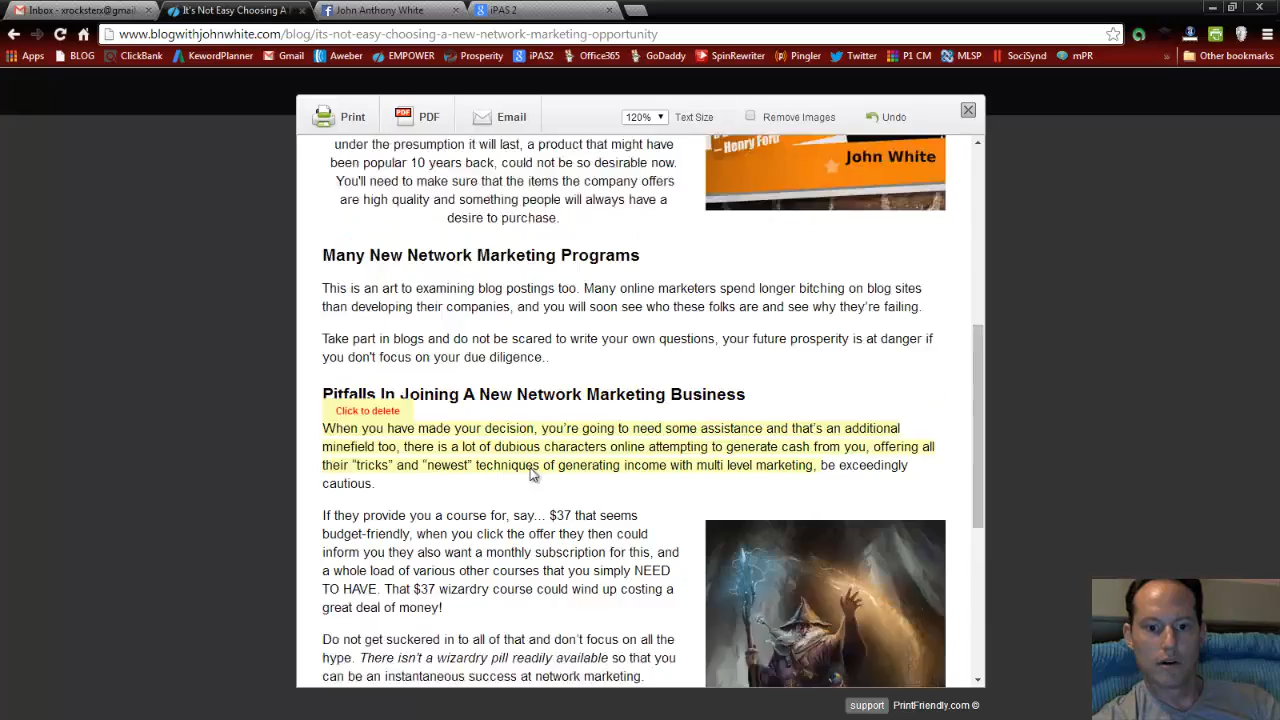 Inbox - xrocksterx@gmail
It's Not Easy Choosing A
John Anthony White
iPAS 2
www.blogwithjohnwhite.com/blog/its-not-easy-choosing-a-new-network-marketing-opportunity
Apps BLOG ClickBank KewordPlanner Gmail Aweber EMPOWER Prosperity iPAS2 Office365 GoDaddy SpinRewriter Pingler Twitter P1 CM MLSP SociSynd mPR Other bookmarks
Print PDF PDF Email 120% Text Size Remove Images Undo
under the presumption it will last, a product that might have
been popular 10 years back, could not be so desirable now.
You'll need to make sure that the items the company offers
are high quality and something people will always have a
desire to purchase.
– Henry Ford
John White
Many New Network Marketing Programs
This is an art to examining blog postings too. Many online marketers spend longer bitching on blog sites
than developing their companies, and you will soon see who these folks are and see why they're failing.
Take part in blogs and do not be scared to write your own questions, your future prosperity is at danger if
you don't focus on your due diligence..
Pitfalls In Joining A New Network Marketing Business
Click to delete
When you have made your decision, you're going to need some assistance and that's an additional
minefield too, there is a lot of dubious characters online attempting to generate cash from you, offering all
their "tricks" and "newest" techniques of generating income with multi level marketing, be exceedingly
cautious.
If they provide you a course for, say... $37 that seems
budget-friendly, when you click the offer they then could
inform you they also want a monthly subscription for this, and
a whole load of various other courses that you simply NEED
TO HAVE. That $37 wizardry course could wind up costing a
great deal of money!
Do not get suckered in to all of that and don't focus on all the
hype. There isn't a wizardry pill readily available so that you
can be an instantaneous success at network marketing.
support PrintFriendly.com ©